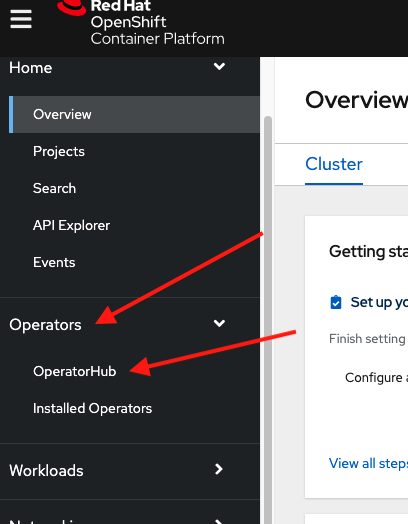 Red Hat
OpenShift
Container Platform
Home
Overview
Projects
Search
API Explorer
Events
Operators
OperatorHub
Installed Operators
Workloads
Overview
Cluster
Getting sta
Set up yo
Finish setting
Configure a
View all steps